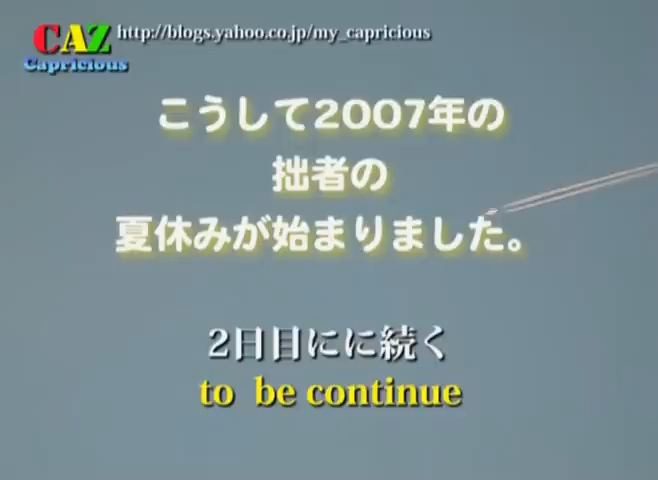 CAZ
Capricious
http://blogs.yahoo.co.jp/my_capricious
こうして2007年の
拙者の
夏休みが始まりました。
2日目にに続く
to be continue